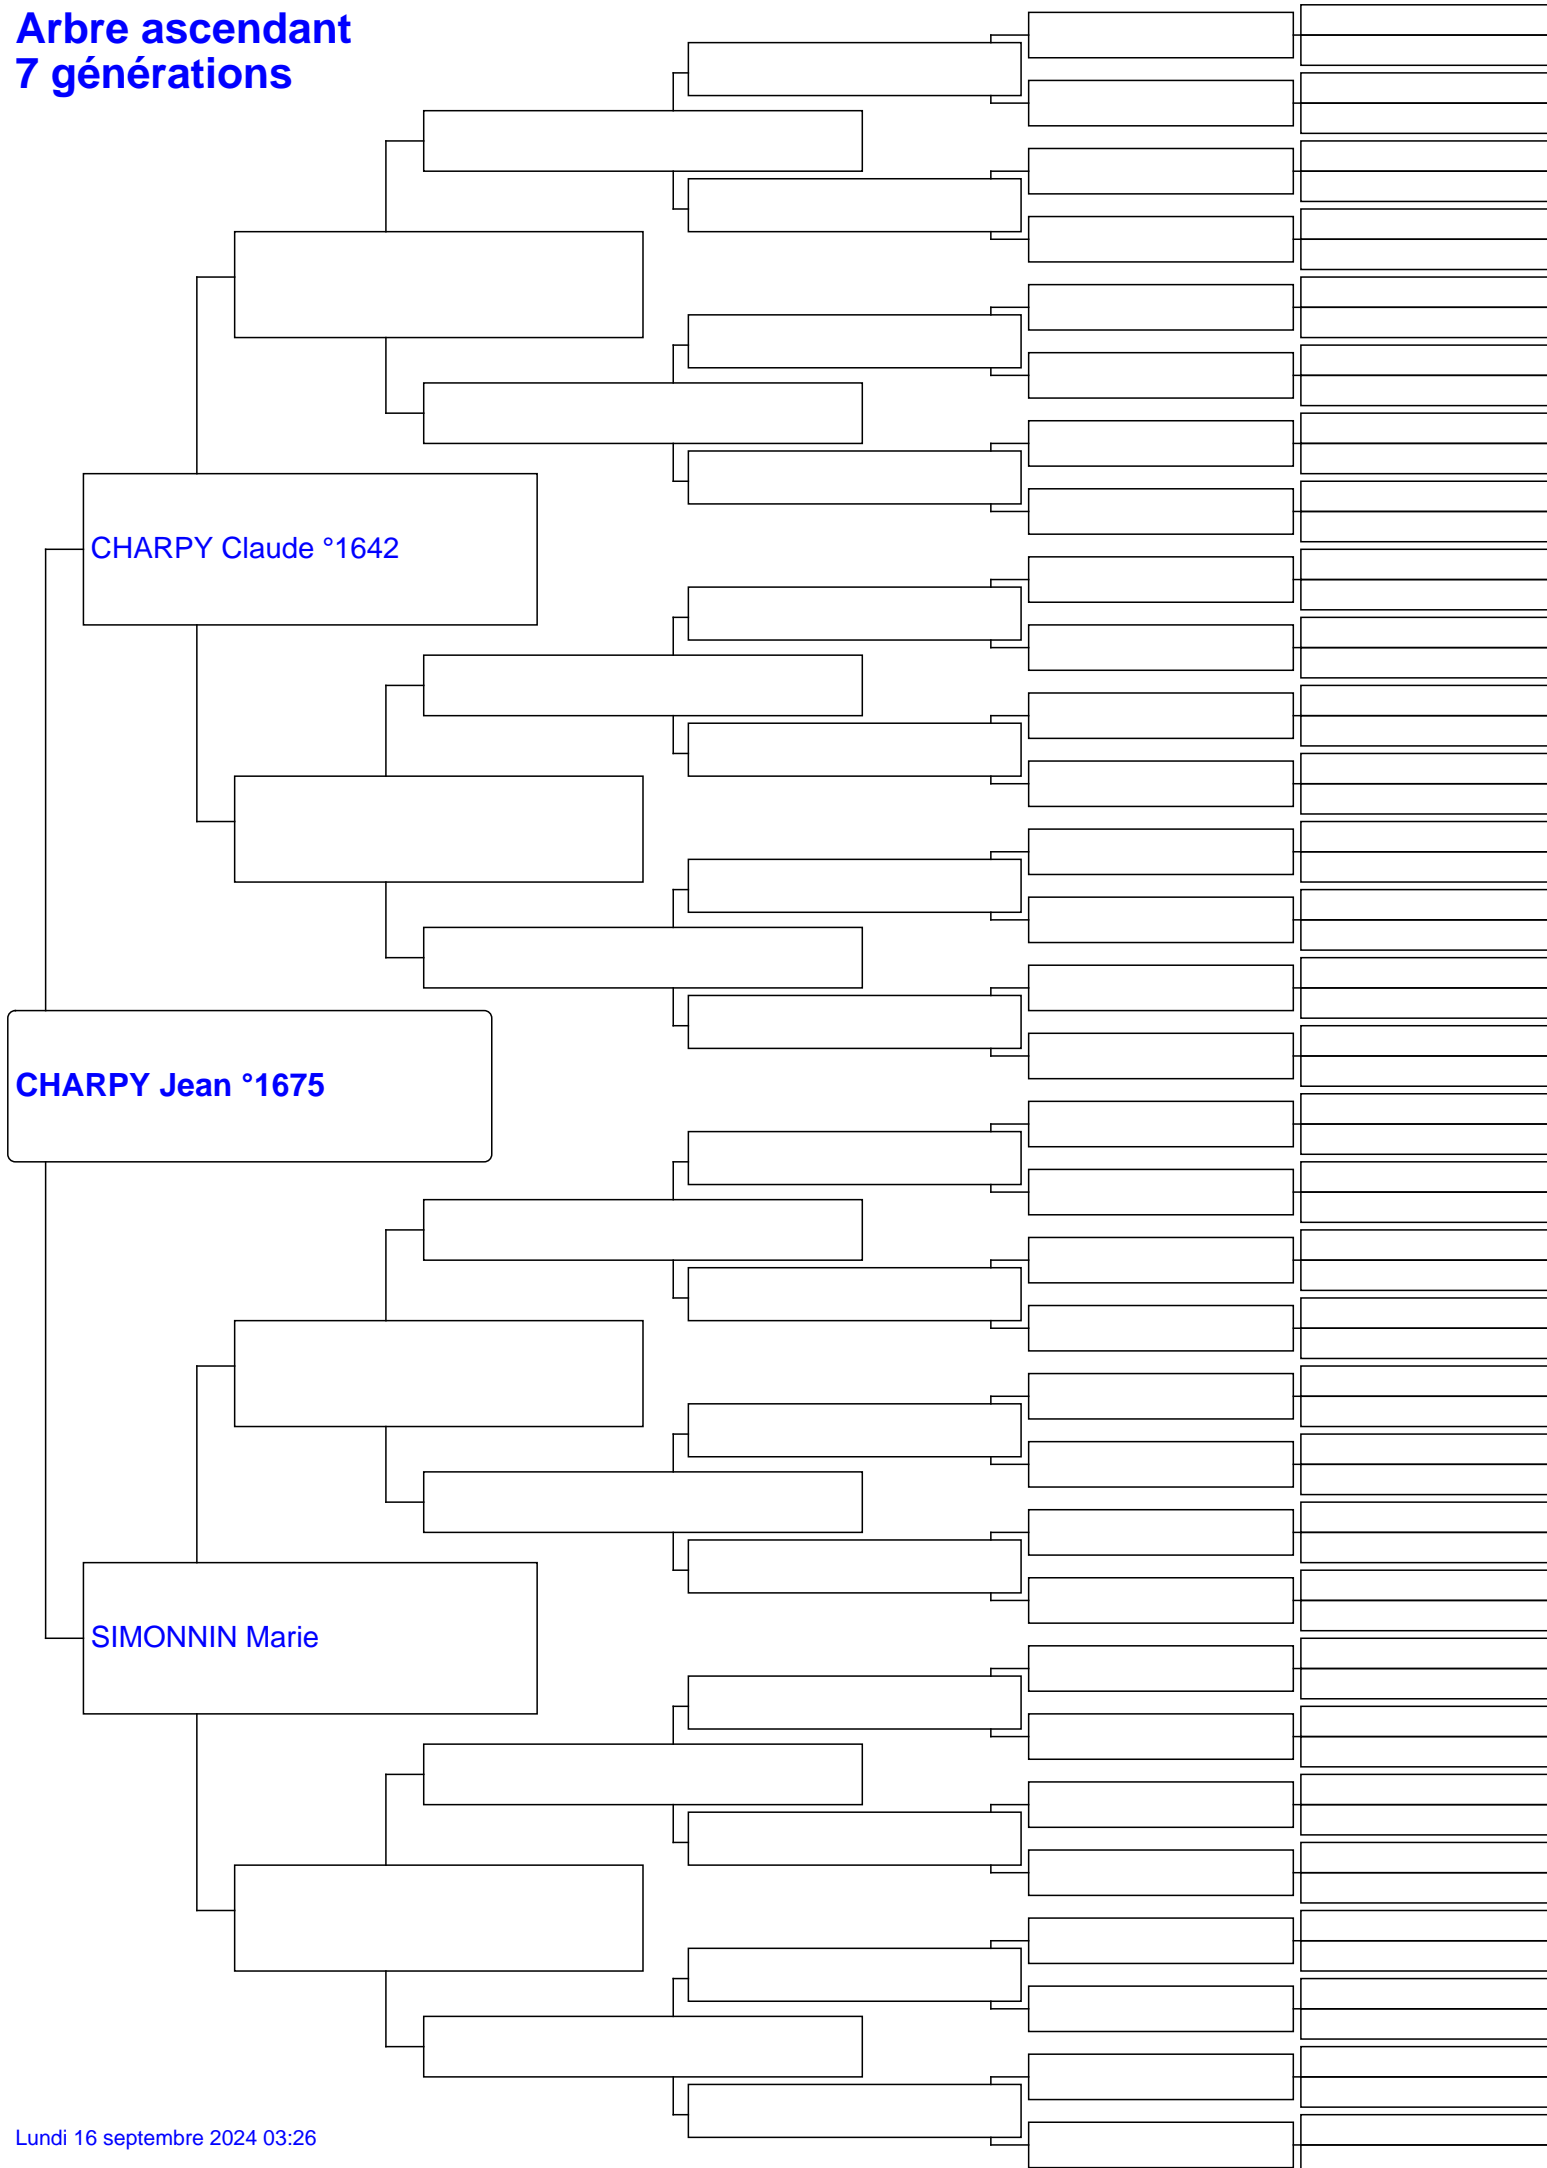 Arbre ascendant
7 générations
CHARPY Claude °1642
CHARPY Jean °1675
SIMONNIN Marie
Lundi 16 septembre 2024 03:26